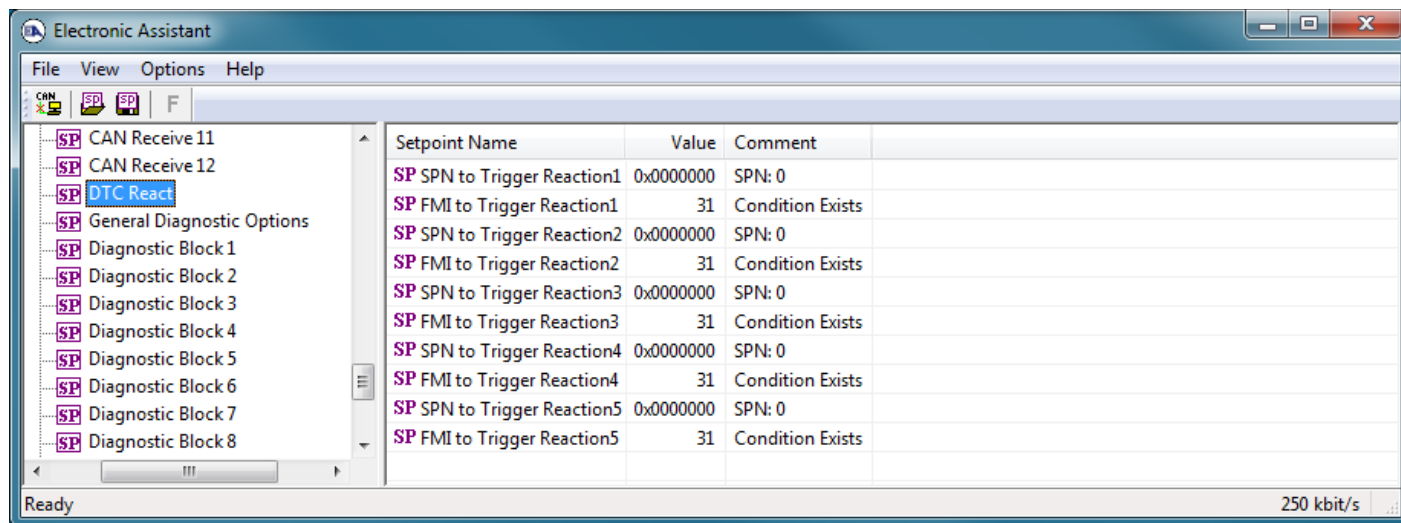 Electronic Assistant
File View Options Help
CAN SP SP F
SP CAN Receive 11
SP CAN Receive 12
SP DTC React
SP General Diagnostic Options
SP Diagnostic Block 1
SP Diagnostic Block 2
SP Diagnostic Block 3
SP Diagnostic Block 4
SP Diagnostic Block 5
SP Diagnostic Block 6
SP Diagnostic Block 7
SP Diagnostic Block 8
Setpoint Name Value Comment
SP SPN to Trigger Reaction1 0x0000000 SPN: 0
SP FMI to Trigger Reaction1 31 Condition Exists
SP SPN to Trigger Reaction2 0x0000000 SPN: 0
SP FMI to Trigger Reaction2 31 Condition Exists
SP SPN to Trigger Reaction3 0x0000000 SPN: 0
SP FMI to Trigger Reaction3 31 Condition Exists
SP SPN to Trigger Reaction4 0x0000000 SPN: 0
SP FMI to Trigger Reaction4 31 Condition Exists
SP SPN to Trigger Reaction5 0x0000000 SPN: 0
SP FMI to Trigger Reaction5 31 Condition Exists
Ready 250 kbit/s